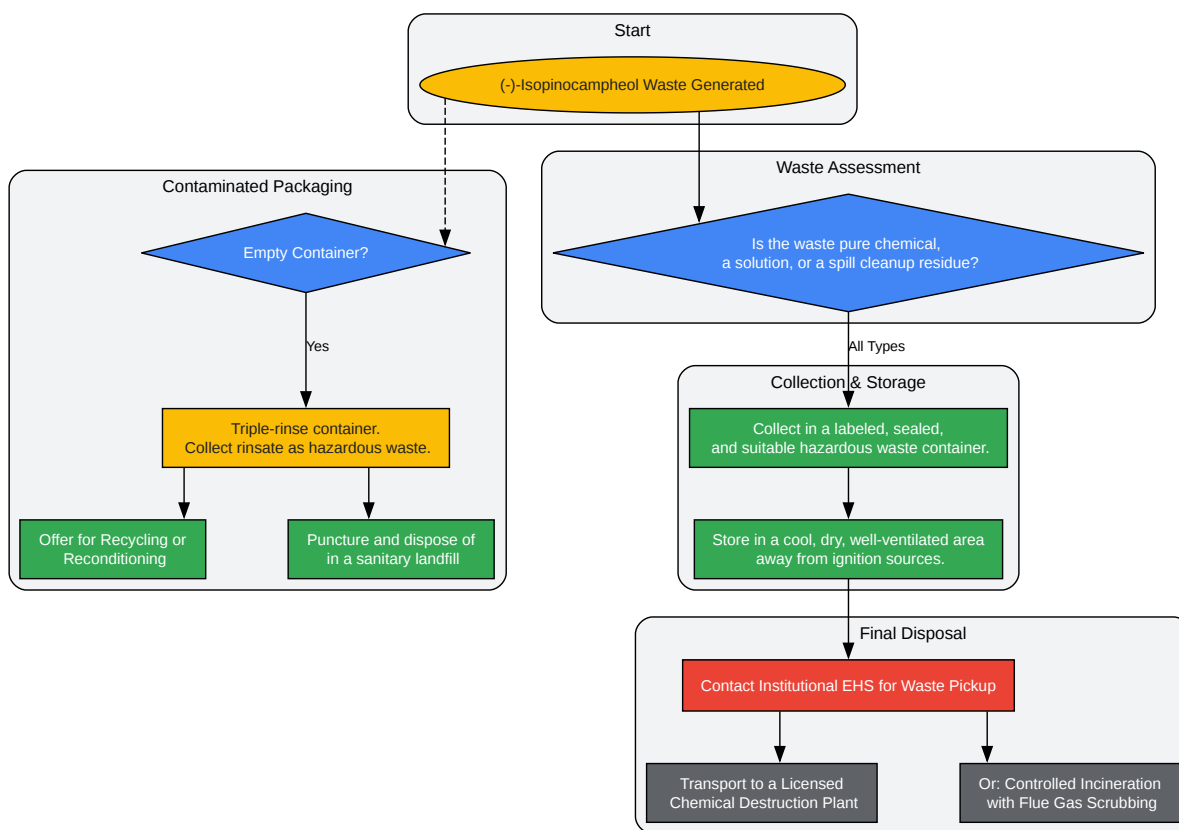 Start
(-)-Isopinocampheol Waste Generated
Contaminated Packaging
Empty Container?
Yes
Triple-rinse container.
Collect rinsate as hazardous waste.
Offer for Recycling or
Reconditioning
Puncture and dispose of
in a sanitary landfill
Waste Assessment
Is the waste pure chemical,
a solution, or a spill cleanup residue?
All Types
Collection & Storage
Collect in a labeled, sealed,
and suitable hazardous waste container.
Store in a cool, dry, well-ventilated area
away from ignition sources.
Final Disposal
Contact Institutional EHS for Waste Pickup
Transport to a Licensed
Chemical Destruction Plant
Or: Controlled Incineration
with Flue Gas Scrubbing